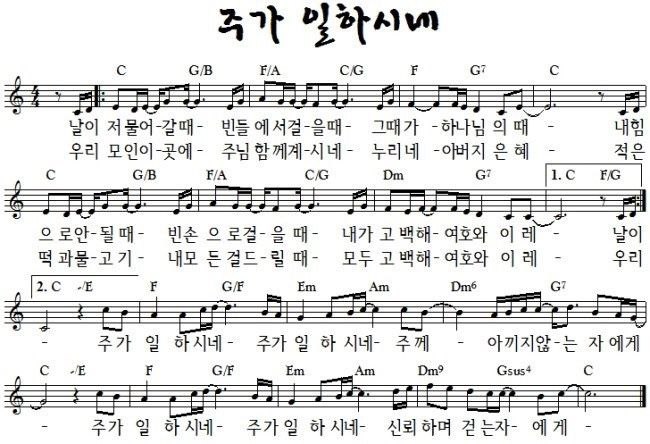 주가 일하시네
C G/B F/A C/G F G7 C
날이 저물어-갈때- 빈들에서걸을때- 그때가-하나님의때- 내힘
우리 모인이-곳에- 주님함께계시네- 누리네-아버지은혜- 적은
C G/B F/A C/G Dm G7 1. C F/G
으로안-될때- 빈손으로걸-을때- 내가고백해-여호와이레- 날이
떡과물-고기- 내모든걸드-릴때- 모두고백해-여호와이레- 우리
2. C /E F G/F Em Am Dm6 G7
- 주가일하시네- 주가일하시네- 주께- 아끼지않-는자에게
C /E F G/F Em Am Dm9 Gsus4 C
- 주가일하시네- 주가일하시네- 신뢰하며걷는자-에게-